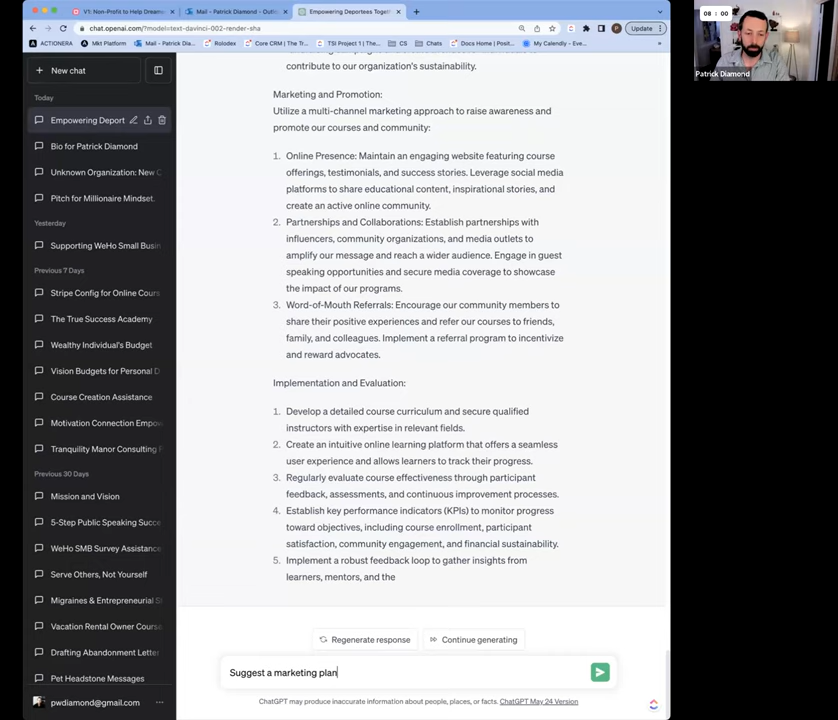 V1: Non-Profit to Help Dreame
Mail - Patrick Diamond - Outloo
Empowering Deportees Togeth
chat.openai.com/?model=text-davinci-002-render-sha
Update
ACTIONERA
Mkt Platform
Mail - Patrick Dia...
Rolodex
Core CRM | The Tr...
TSI Project 1 | The...
CS
Chats
Docs Home | Posit...
My Calendly - Eve...
»
08 : 00
Patrick Diamond
New chat
Today
Empowering Deport
Bio for Patrick Diamond
Unknown Organization: New C
Pitch for Millionaire Mindset.
Yesterday
Supporting WeHo Small Busin
Previous 7 Days
Stripe Config for Online Cours
The True Success Academy
Wealthy Individual's Budget
Vision Budgets for Personal D
Course Creation Assistance
Motivation Connection Empow
Tranquility Manor Consulting F
Previous 30 Days
Mission and Vision
5-Step Public Speaking Succe
WeHo SMB Survey Assistance
Serve Others, Not Yourself
Migraines & Entrepreneurial S
Vacation Rental Owner Course
Drafting Abandonment Letter
Pet Headstone Messages
pwdiamond@gmail.com
contribute to our organization's sustainability.
Marketing and Promotion:
Utilize a multi-channel marketing approach to raise awareness and
promote our courses and community:
1. Online Presence: Maintain an engaging website featuring course
offerings, testimonials, and success stories. Leverage social media
platforms to share educational content, inspirational stories, and
create an active online community.
2. Partnerships and Collaborations: Establish partnerships with
influencers, community organizations, and media outlets to
amplify our message and reach a wider audience. Engage in guest
speaking opportunities and secure media coverage to showcase
the impact of our programs.
3. Word-of-Mouth Referrals: Encourage our community members to
share their positive experiences and refer our courses to friends,
family, and colleagues. Implement a referral program to incentivize
and reward advocates.
Implementation and Evaluation:
1. Develop a detailed course curriculum and secure qualified
instructors with expertise in relevant fields.
2. Create an intuitive online learning platform that offers a seamless
user experience and allows learners to track their progress.
3. Regularly evaluate course effectiveness through participant
feedback, assessments, and continuous improvement processes.
4. Establish key performance indicators (KPIs) to monitor progress
toward objectives, including course enrollment, participant
satisfaction, community engagement, and financial sustainability.
5. Implement a robust feedback loop to gather insights from
learners, mentors, and the
Regenerate response
Continue generating
Suggest a marketing plan
ChatGPT may produce inaccurate information about people, places, or facts. ChatGPT May 24 Version